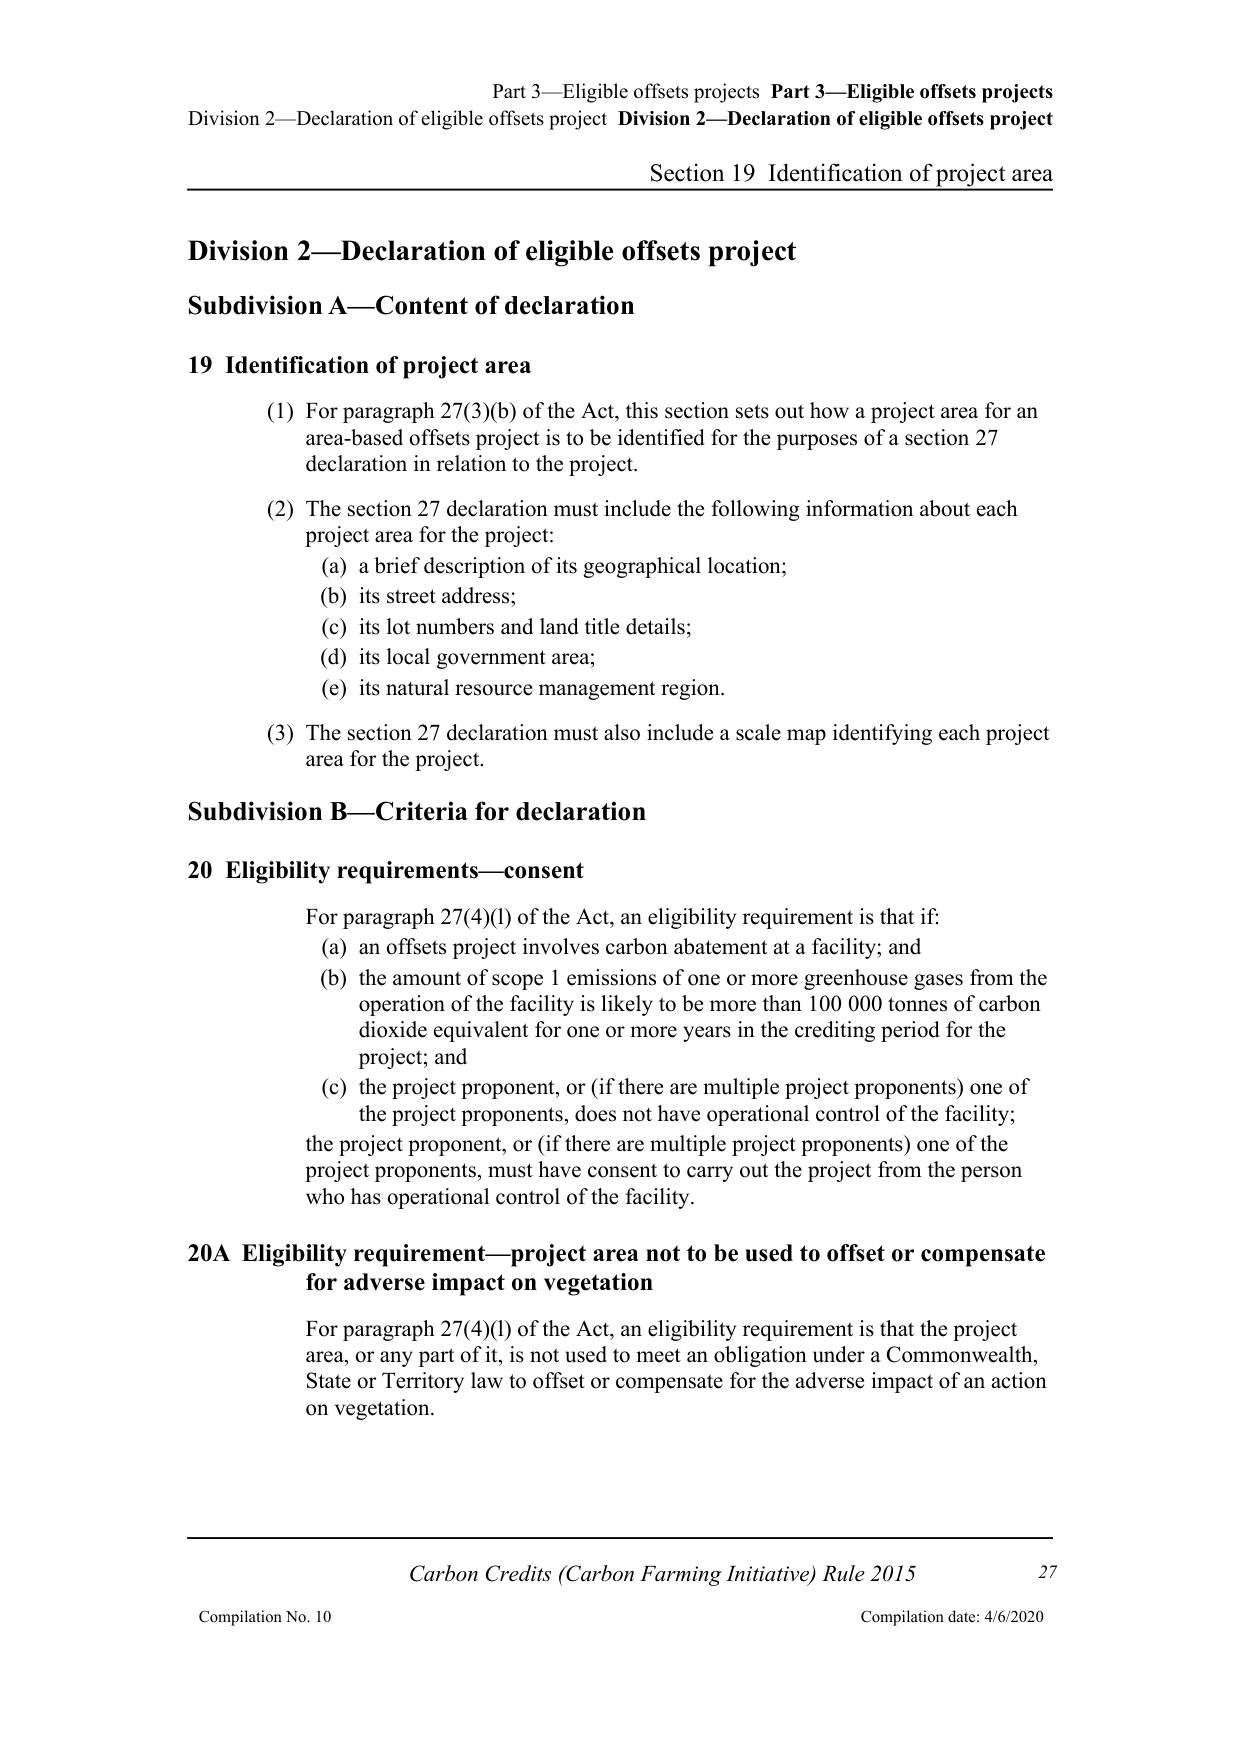 Part 3—Eligible offsets projects  Part 3—Eligible offsets projects
Division 2—Declaration of eligible offsets project  Division 2—Declaration of eligible offsets project
Section 19  Identification of project area
Division 2—Declaration of eligible offsets project
Subdivision A—Content of declaration
19  Identification of project area
(1) For paragraph 27(3)(b) of the Act, this section sets out how a project area for an
area-based offsets project is to be identified for the purposes of a section 27
declaration in relation to the project.
(2) The section 27 declaration must include the following information about each
project area for the project:
(a) a brief description of its geographical location;
(b) its street address;
(c) its lot numbers and land title details;
(d) its local government area;
(e) its natural resource management region.
(3) The section 27 declaration must also include a scale map identifying each project
area for the project.
Subdivision B—Criteria for declaration
20  Eligibility requirements—consent
For paragraph 27(4)(l) of the Act, an eligibility requirement is that if:
(a) an offsets project involves carbon abatement at a facility; and
(b) the amount of scope 1 emissions of one or more greenhouse gases from the
operation of the facility is likely to be more than 100 000 tonnes of carbon
dioxide equivalent for one or more years in the crediting period for the
project; and
(c) the project proponent, or (if there are multiple project proponents) one of
the project proponents, does not have operational control of the facility;
the project proponent, or (if there are multiple project proponents) one of the
project proponents, must have consent to carry out the project from the person
who has operational control of the facility.
20A  Eligibility requirement—project area not to be used to offset or compensate
for adverse impact on vegetation
For paragraph 27(4)(l) of the Act, an eligibility requirement is that the project
area, or any part of it, is not used to meet an obligation under a Commonwealth,
State or Territory law to offset or compensate for the adverse impact of an action
on vegetation.
Carbon Credits (Carbon Farming Initiative) Rule 2015 27
Compilation No. 10 Compilation date: 4/6/2020